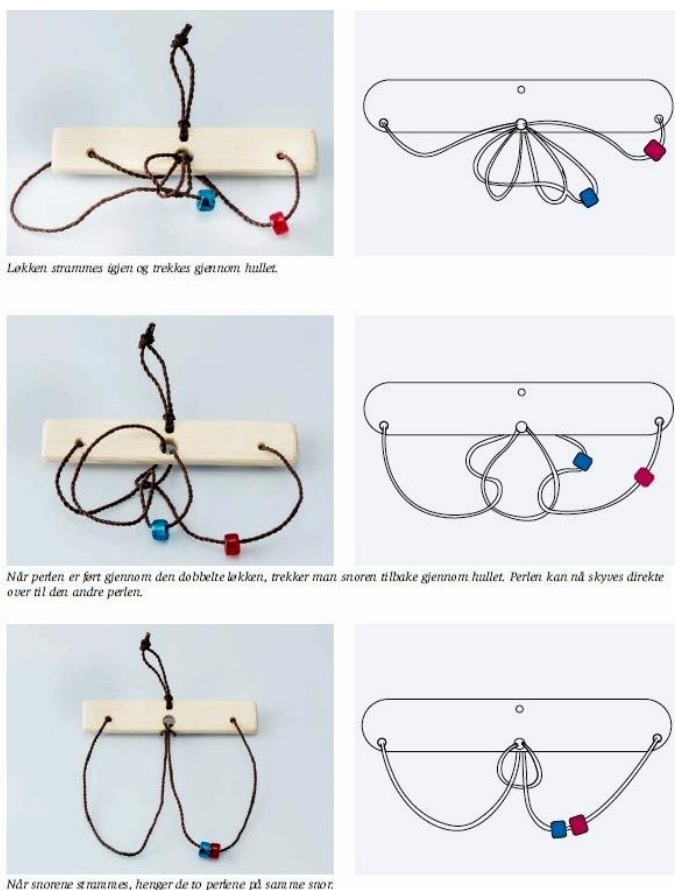 Løkken strammes igjen og trekkes gjennom hullet.
Når perlen er ført gjennom den dobbelte løkken, trekker man snoren tilbake gjennom hullet. Perlen kan nå skyves direkte
over til den andre perlen.
Når snorene strammes, henger de to perlene på samme snor.